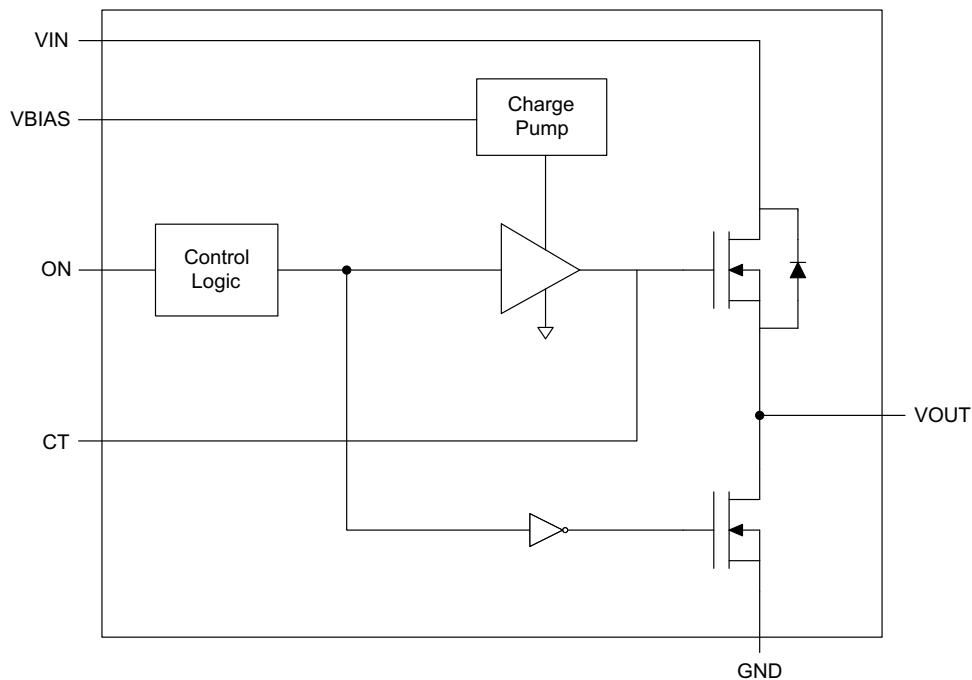 VIN
Charge
Pump
VBIAS
Control
Logic
ON
VOUT
CT
GND